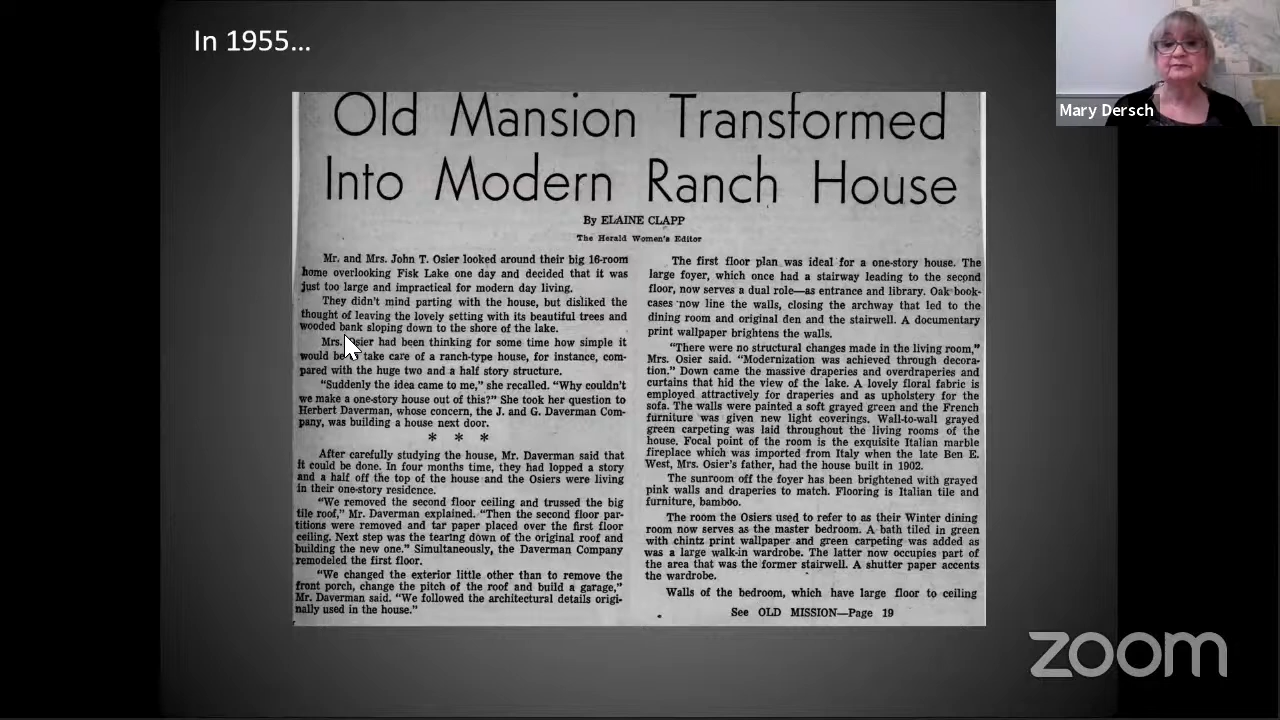 In 1955...
Mary Dersch
Old Mansion Transformed
Into Modern Ranch House
By ELAINE CLAPP
The Herald Women's Editor
Mr. and Mrs. John T. Osier looked around their big 16-room
home overlooking Fisk Lake one day and decided that it was
just too large and impractical for modern day living.
They didn't mind parting with the house, but disliked the
thought of leaving the lovely setting with its beautiful trees and
wooded bank sloping down to the shore of the lake.
Mrs. Osier had been thinking for some time how simple it
would be take care of a ranch-type house, for instance, com-
pared with the huge two and a half story structure.
"Suddenly the idea came to me," she recalled. "Why couldn't
we make a one-story house out of this?" She took her question to
Herbert Daverman, whose concern, the J. and G. Daverman Com-
pany, was building a house next door.
* * *
After carefully studying the house, Mr. Daverman said that
it could be done. In four months time, they had lopped a story
and a half off the top of the house and the Osiers were living
in their one-story residence.
"We removed the second floor ceiling and trussed the big
tile roof," Mr. Daverman explained. "Then the second floor par-
titions were removed and tar paper placed over the first floor
ceiling. Next step was the tearing down of the original roof and
building the new one." Simultaneously, the Daverman Company
remodeled the first floor.
"We changed the exterior little other than to remove the
front porch, change the pitch of the roof and build a garage,"
Mr. Daverman said. "We followed the architectural details origi-
nally used in the house."
The first floor plan was ideal for a one-story house. The
large foyer, which once had a stairway leading to the second
floor, now serves a dual role—as entrance and library. Oak book-
cases now line the walls, closing the archway that led to the
dining room and original den and the stairwell. A documentary
print wallpaper brightens the walls.
"There were no structural changes made in the living room,"
Mrs. Osier said. "Modernization was achieved through decora-
tion." Down came the massive draperies and overdraperies and
curtains that hid the view of the lake. A lovely floral fabric is
employed attractively for draperies and as upholstery for the
sofa. The walls were painted a soft grayed green and the French
furniture was given new light coverings. Wall-to-wall grayed
green carpeting was laid throughout the living rooms of the
house. Focal point of the room is the exquisite Italian marble
fireplace which was imported from Italy when the late Ben E.
West, Mrs. Osier's father, had the house built in 1902.
The sunroom off the foyer has been brightened with grayed
pink walls and draperies to match. Flooring is Italian tile and
furniture, bamboo.
The room the Osiers used to refer to as their Winter dining
room now serves as the master bedroom. A bath tiled in green
with chintz print wallpaper and green carpeting was added as
was a large walk-in wardrobe. The latter now occupies part of
the area that was the former stairwell. A shutter paper accents
the wardrobe.
Walls of the bedroom, which have large floor to ceiling
See OLD MISSION—Page 19
zoom